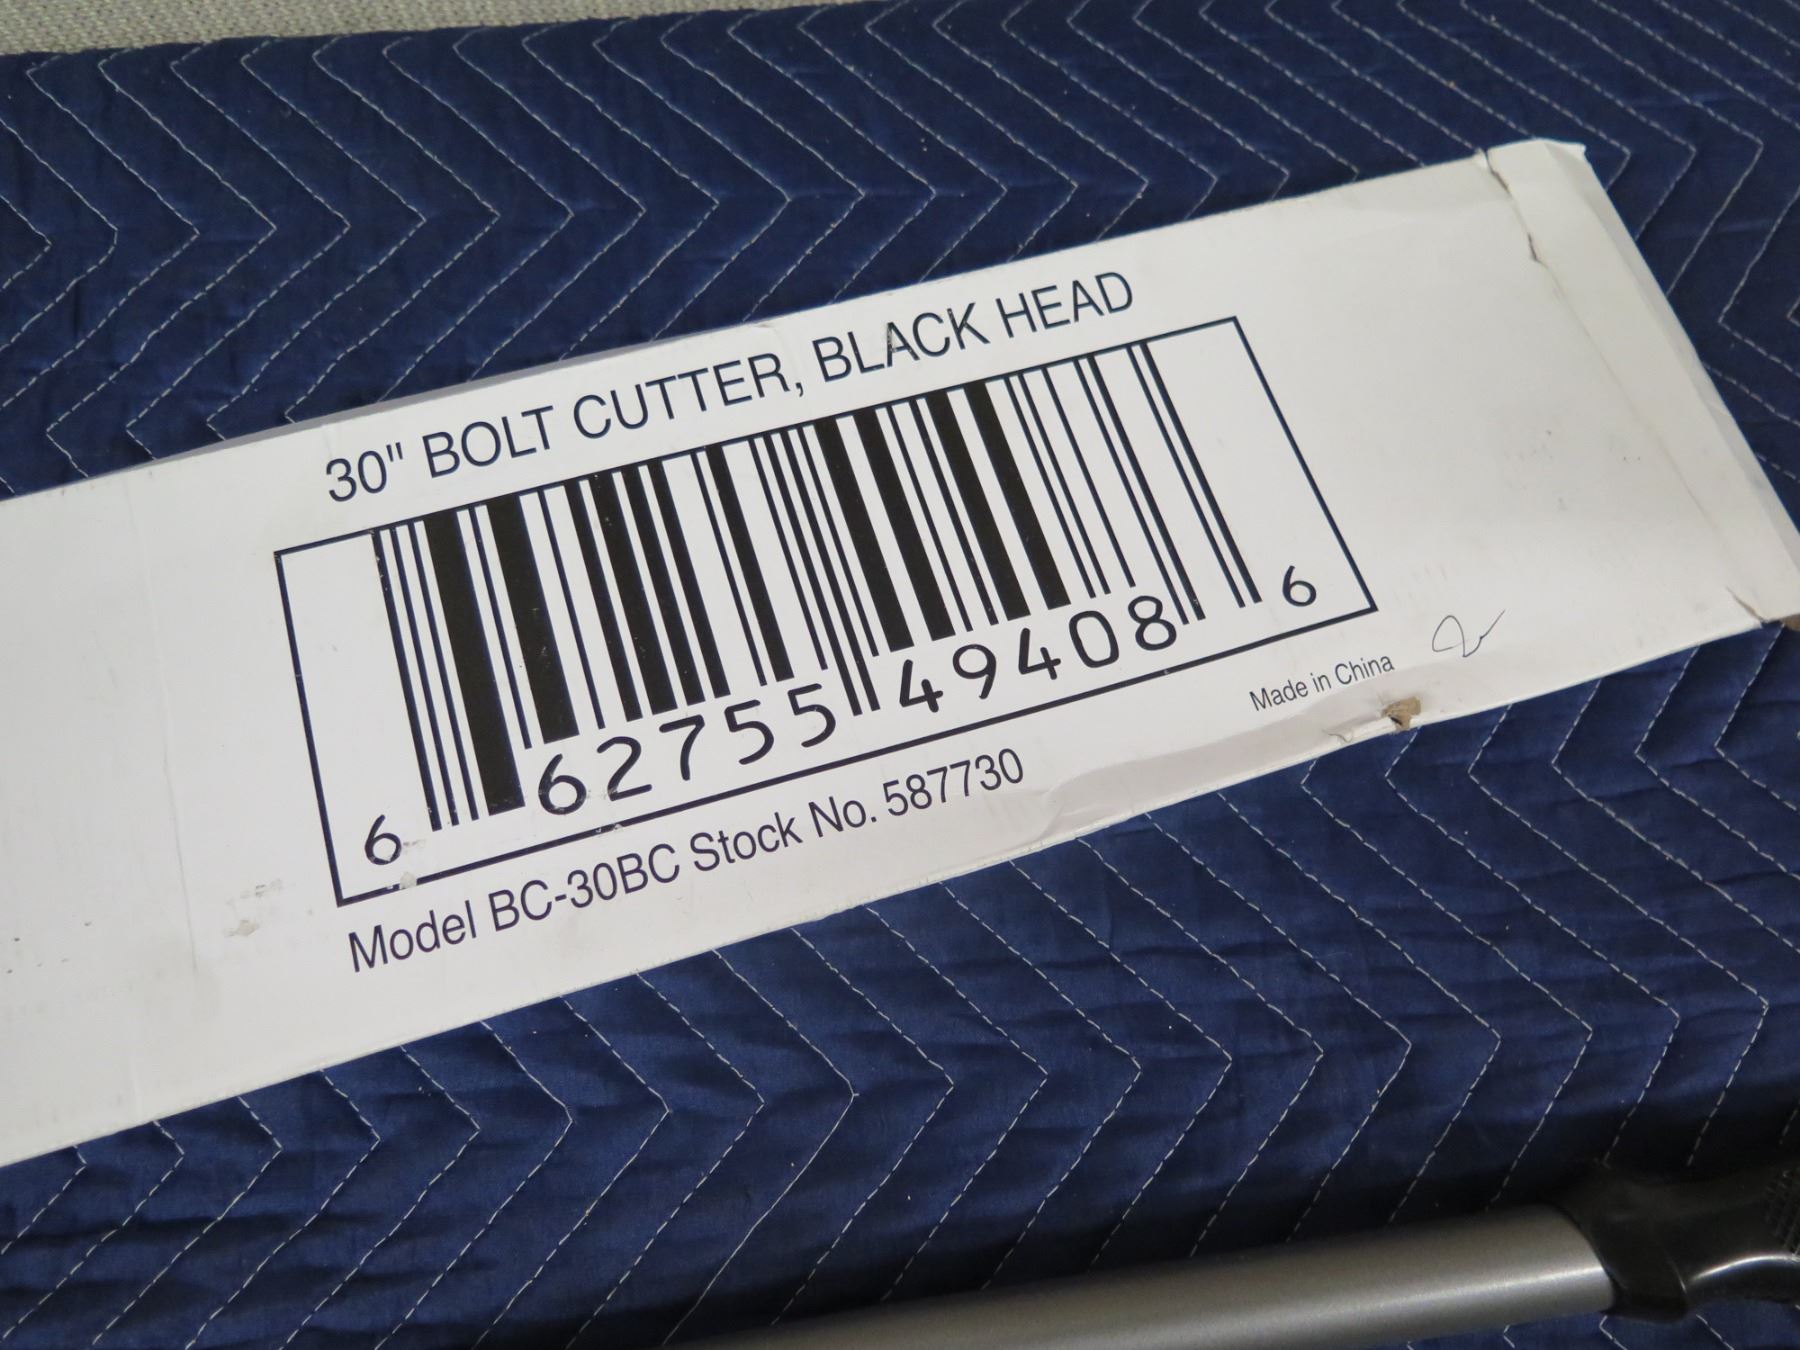 30" BOLT CUTTER, BLACK HEAD
6 62755 49408 6
Made in China
Model BC-30BC Stock No. 587730